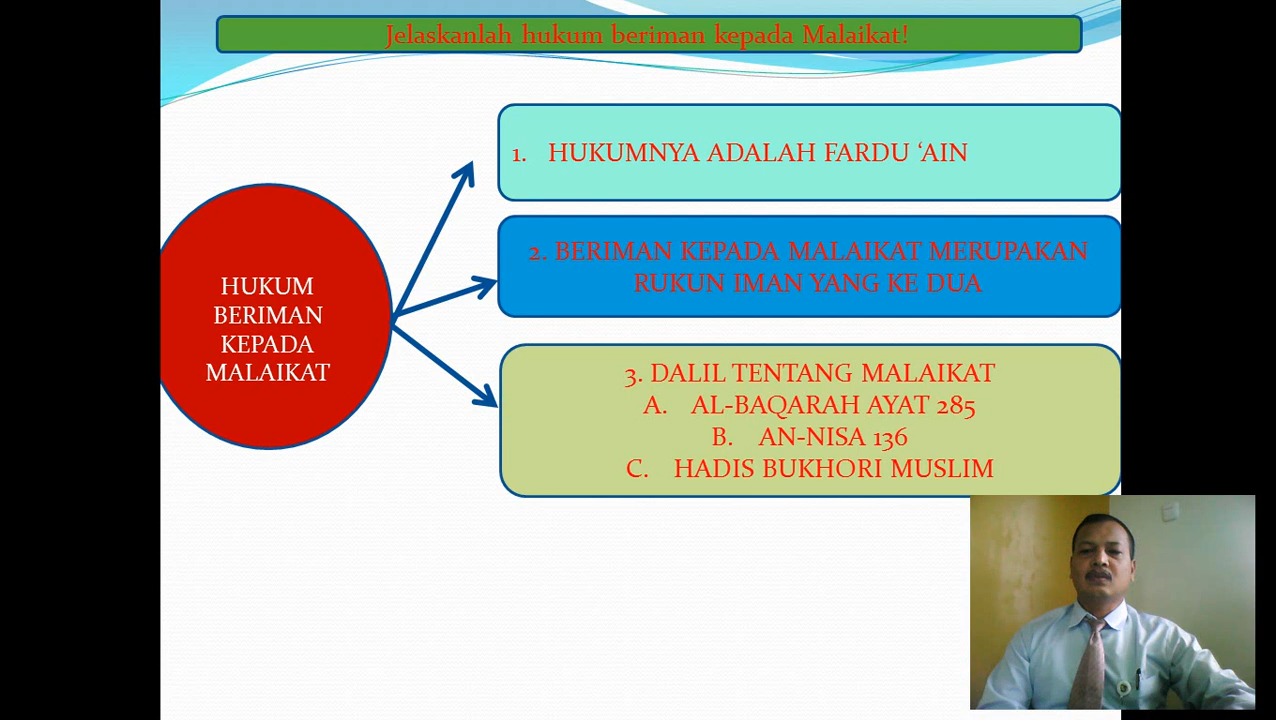 Jelaskanlah hukum beriman kepada Malaikat!
1. HUKUMNYA ADALAH FARDU ‘AIN
2. BERIMAN KEPADA MALAIKAT MERUPAKAN
RUKUN IMAN YANG KE DUA
HUKUM
BERIMAN
KEPADA
MALAIKAT
3. DALIL TENTANG MALAIKAT
A. AL-BAQARAH AYAT 285
B. AN-NISA 136
C. HADIS BUKHORI MUSLIM